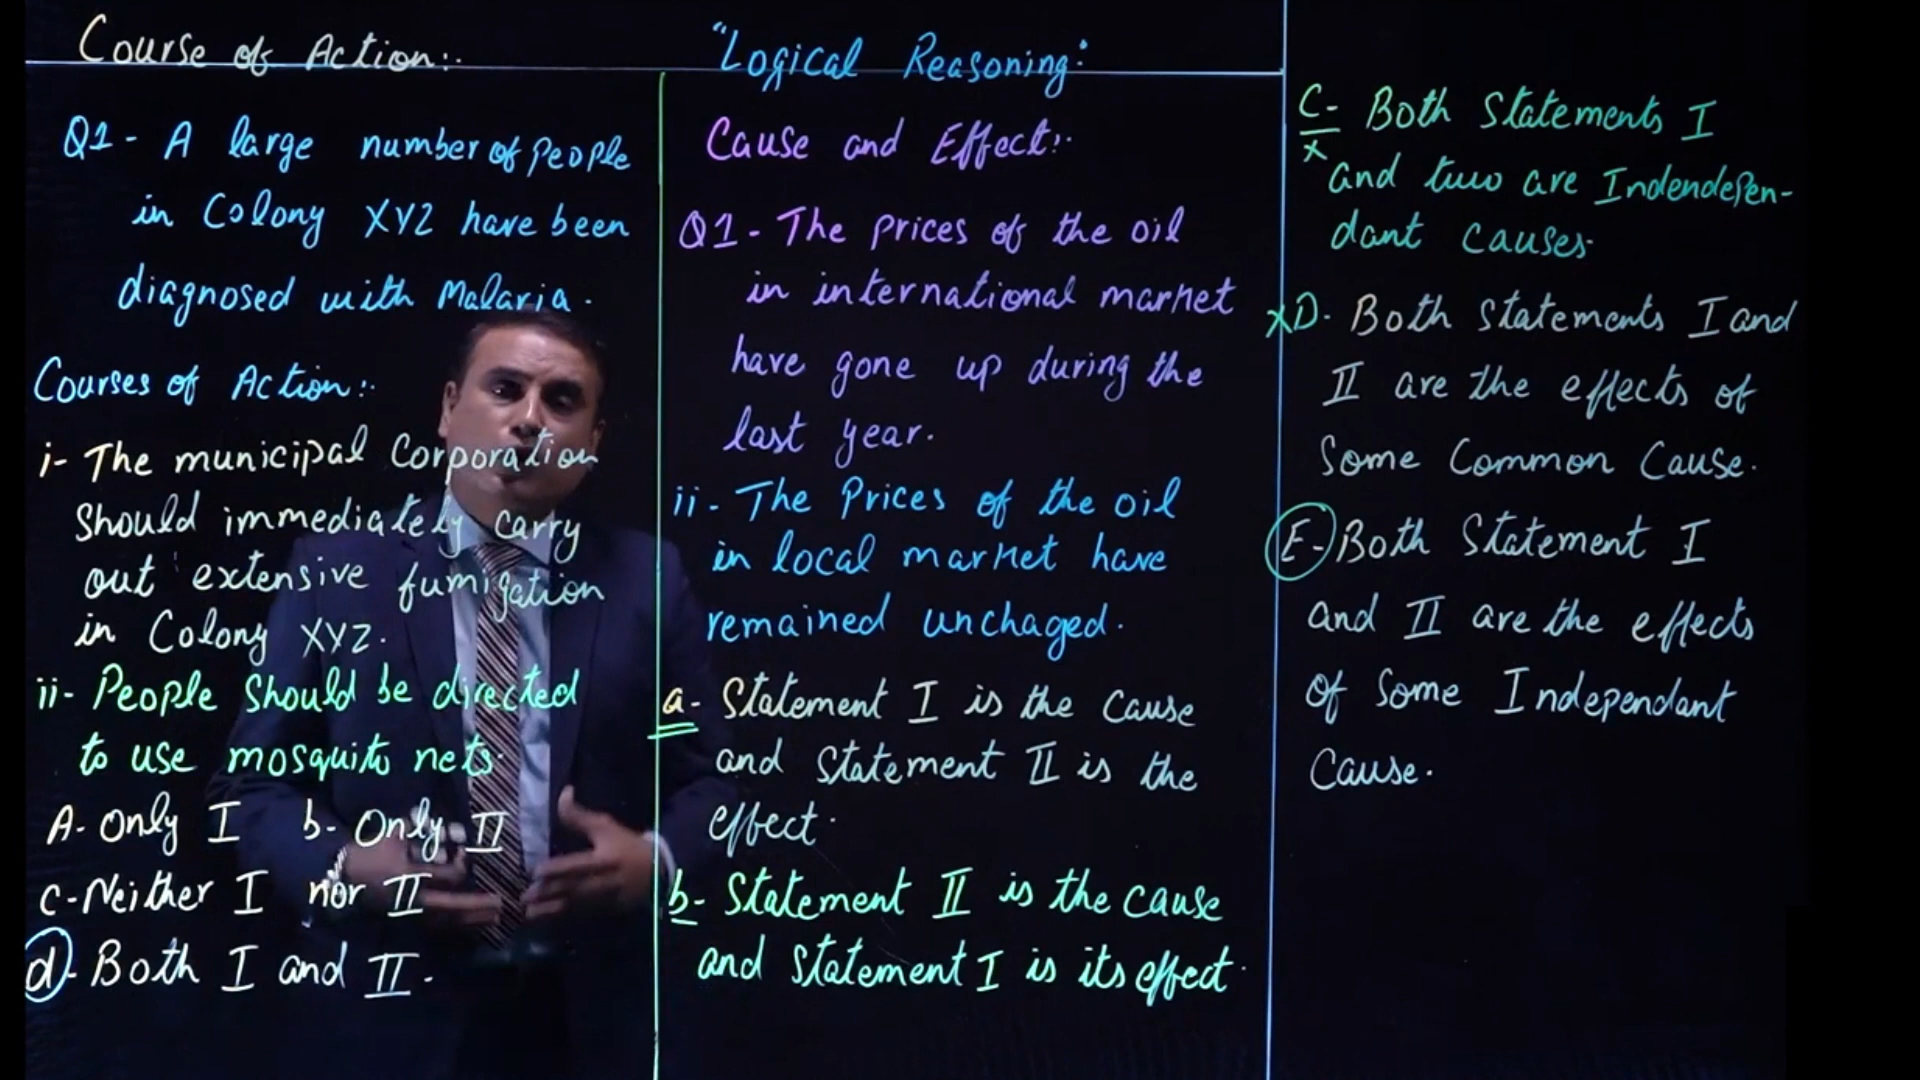 Course of Action:-
Q1- A large number of people
in Colony XYZ have been
diagnosed with Malaria.
Courses of Action:-
i- The municipal Corporation
Should immediately carry
out extensive fumigation
in Colony XYZ.
ii- People should be directed
to use mosquito nets.
A- Only I b- Only II
C- Neither I nor II
d- Both I and II.
"Logical Reasoning:"
Cause and Effect:-
Q1- The prices of the oil
in international market
have gone up during the
last year.
ii- The Prices of the oil
in local market have
remained unchaged.
a- Statement I is the cause
and Statement II is the
effect.
b- Statement II is the cause
and Statement I is its effect.
C- Both Statements I
x and two are Indendepen-
dant causes.
xD- Both Statements I and
II are the effects of
Some Common Cause.
E- Both Statement I
and II are the effects
of Some Independant
Cause.